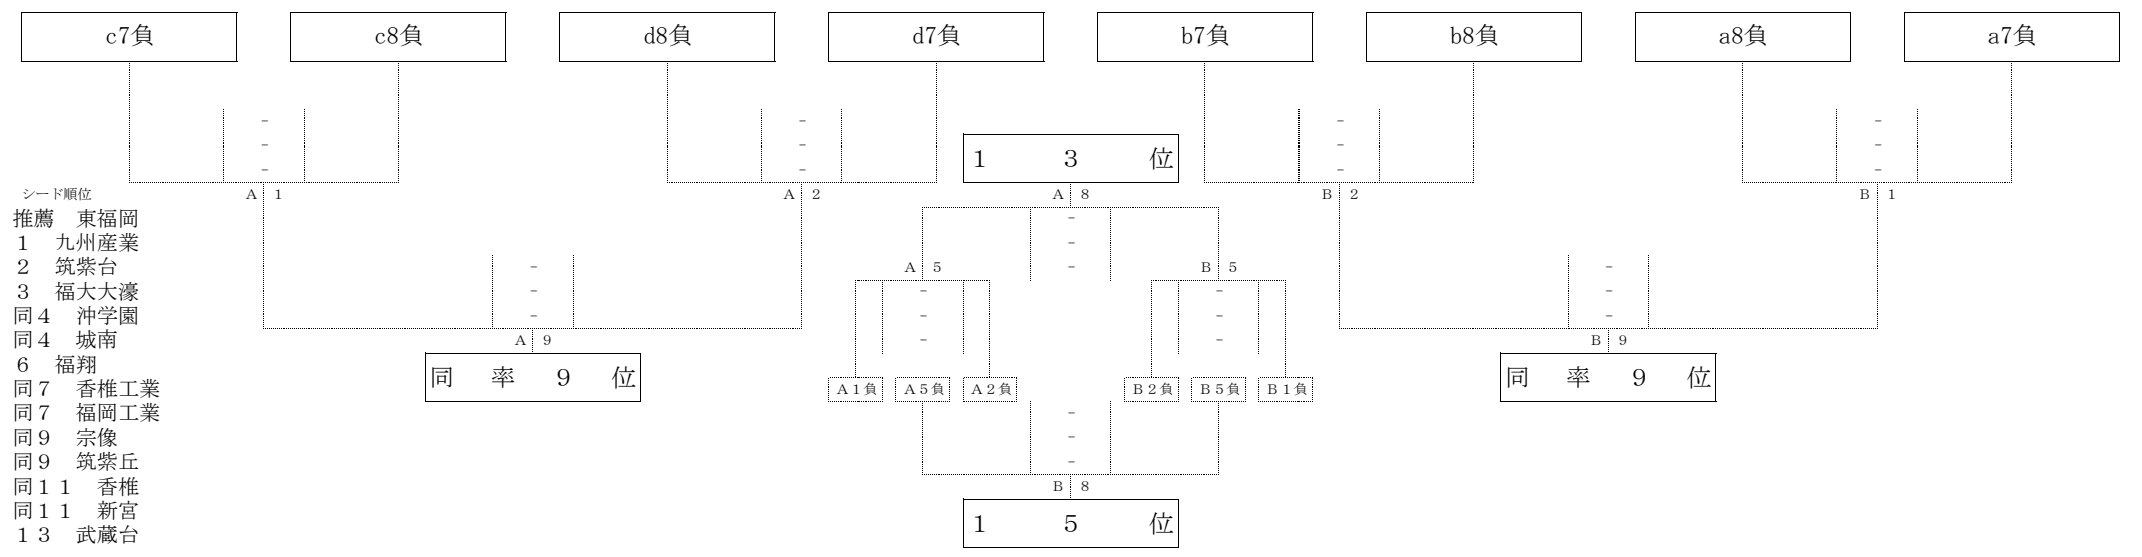 c7負 c8負 d8負 d7負 b7負 b8負 a8負 a7負
- - - -
- - - -
１ ３ 位
- - - -
シード順位 Ａ １ Ａ ２ Ａ ８ Ｂ ２ Ｂ １
推薦 東福岡 -
１ 九州産業 -
２ 筑紫台 - Ａ ５ - Ｂ ５ -
３ 福大大濠 - - - -
同４ 沖学園 - - - -
同４ 城南 Ａ ９ - - Ｂ ９
６ 福翔
同 率 ９ 位 同 率 ９ 位
同７ 香椎工業 Ａ１負 Ａ５負 Ａ２負 Ｂ２負 Ｂ５負 Ｂ１負
同７ 福岡工業 -
同９ 宗像 -
同９ 筑紫丘 -
同１１ 香椎 Ｂ ８
同１１ 新宮
１ ５ 位
１３ 武蔵台